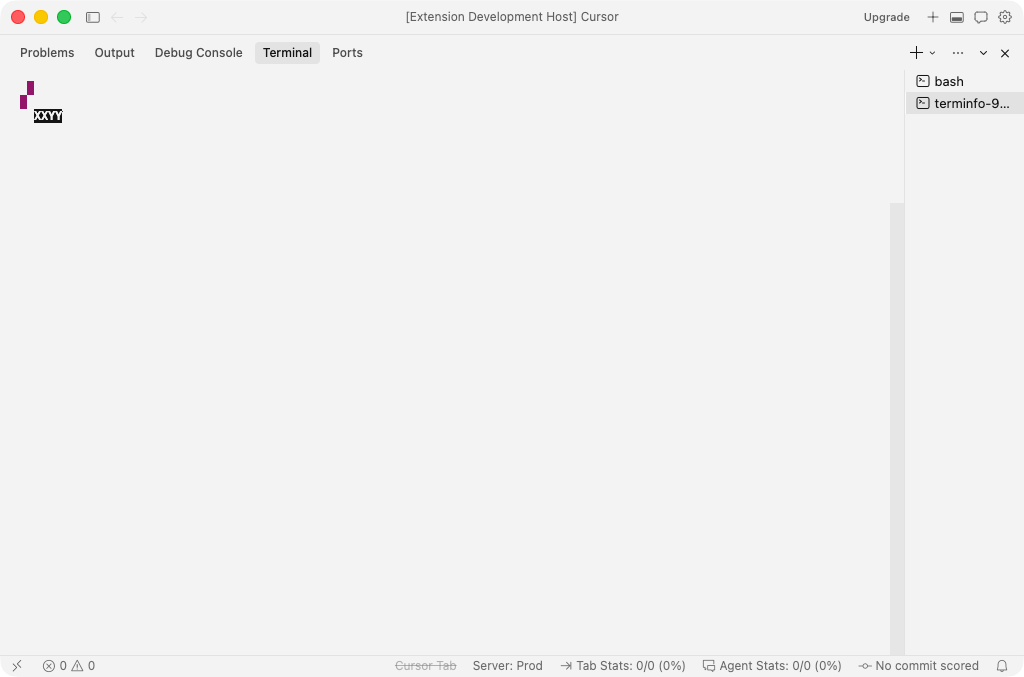 [Extension Development Host] Cursor
Upgrade
Problems Output Debug Console Terminal Ports
bash
terminfo-9...
XXYY
0 0 Cursor Tab Server: Prod Tab Stats: 0/0 (0%) Agent Stats: 0/0 (0%) No commit scored